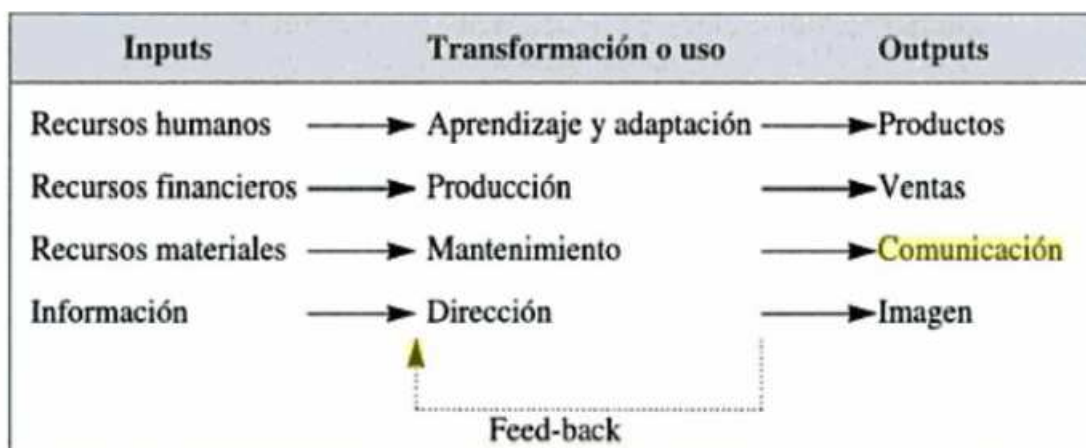 Inputs Transformación o uso Outputs
Recursos humanos Aprendizaje y adaptación Productos
Recursos financieros Producción Ventas
Recursos materiales Mantenimiento Comunicación
Información Dirección Imagen
Feed-back